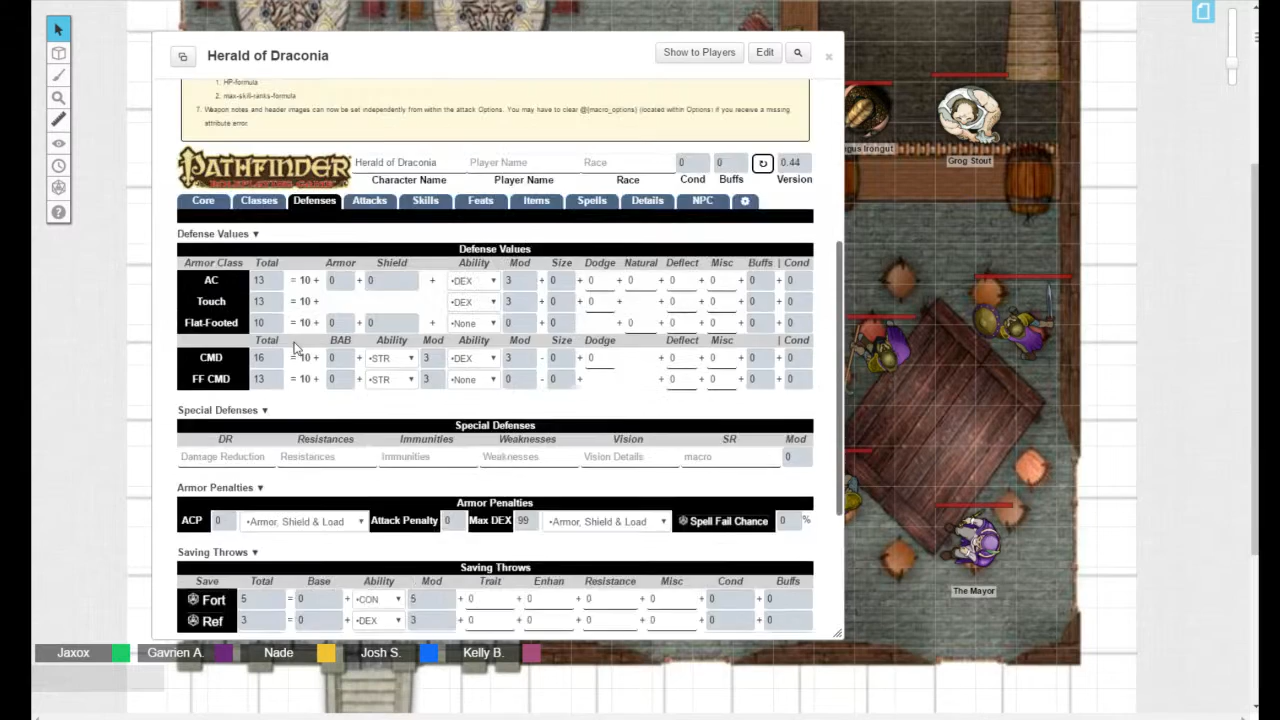 Herald of Draconia
Show to Players Edit
1. HP-formula
2. max-skill-ranks-formula
7. Weapon notes and header images can now be set independently from within the attack Options. You may have to clear @{macro_options} (located within Options) if you receive a missing
attribute error.
PATHFINDER Herald of Draconia Player Name Race 0 0 0.44
Character Name Player Name Race Cond Buffs Version
Core Classes Defenses Attacks Skills Feats Items Spells Details NPC
Defense Values ▼
Defense Values
Armor Class Total Armor Shield Ability Mod Size Dodge Natural Deflect Misc Buffs | Cond
AC 13 = 10 + 0 + 0 + •DEX 3 + 0 + 0 + 0 + 0 + 0 + 0 + 0
Touch 13 = 10 + •DEX 3 + 0 + 0 + + 0 + 0 + 0 + 0
Flat-Footed 10 = 10 + 0 + 0 + •None 0 + 0 + 0 + 0 + 0 + 0 + 0
Total BAB Ability Mod Ability Mod Size Dodge Deflect Misc Buffs | Cond
CMD 16 = 10 + 0 + •STR 3 + •DEX 3 - 0 + 0 + 0 + 0 + 0 + 0
FF CMD 13 = 10 + 0 + •STR 3 + •None 0 - 0 + + 0 + 0 + 0 + 0
Special Defenses ▼
Special Defenses
DR Resistances Immunities Weaknesses Vision SR Mod
Damage Reduction Resistances Immunities Weaknesses Vision Details macro 0
Armor Penalties ▼
Armor Penalties
ACP 0 •Armor, Shield & Load Attack Penalty 0 Max DEX 99 •Armor, Shield & Load Spell Fail Chance 0 %
Saving Throws ▼
Saving Throws
Save Total Base Ability Mod Trait Enhan Resistance Misc Cond Buffs
Fort 5 = 0 + •CON 5 + 0 + 0 + 0 + 0 + 0 + 0
Ref 3 = 0 + •DEX 3 + 0 + 0 + 0 + 0 + 0 + 0
Irongut
Grog Stout
The Mayor
Jaxox Gavrien A. Nade Josh S. Kelly B.